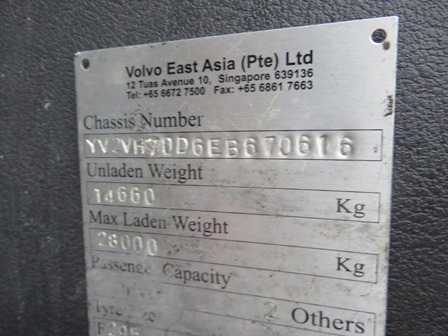 Volvo East Asia (Pte) Ltd
12 Tuas Avenue 10, Singapore 639136
Tel: +65 6672 7500 Fax: +65 6861 7663
Chassis Number
Unladen Weight
14660 Kg
Max Laden Weight
28000 Kg
Passenger Capacity
2 Others